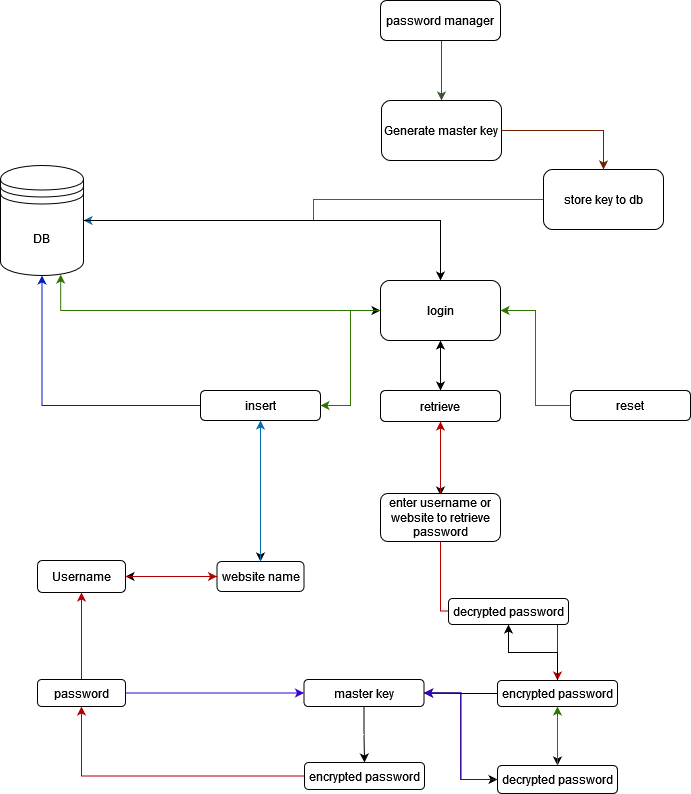 password manager
Generate master key
store key to db
DB
login
insert
retrieve
reset
enter username or
website to retrieve
password
Username
website name
decrypted password
password
master key
encrypted password
encrypted password
decrypted password